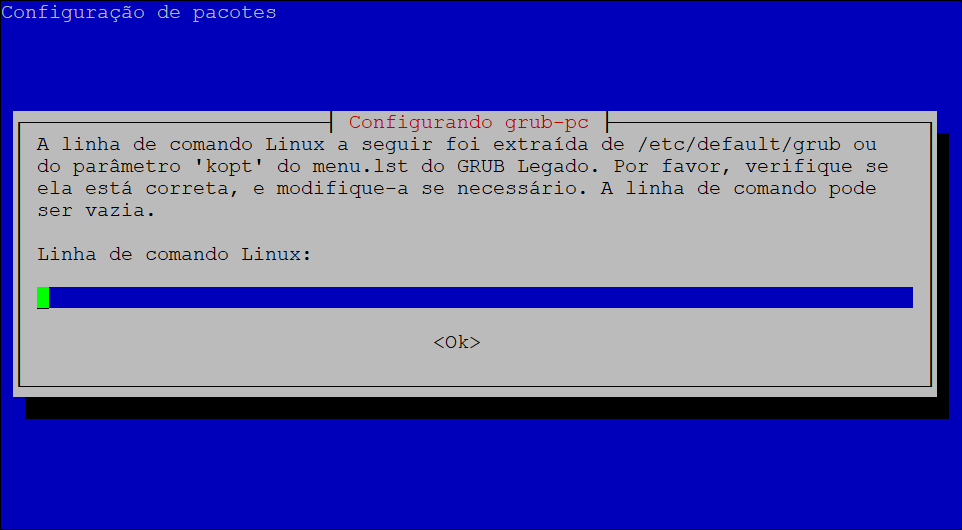 Configuração de pacotes
Configurando grub-pc
A linha de comando Linux a seguir foi extraída de /etc/default/grub ou
do parâmetro 'kopt' do menu.lst do GRUB Legado. Por favor, verifique se
ela está correta, e modifique-a se necessário. A linha de comando pode
ser vazia.
Linha de comando Linux:
<Ok>